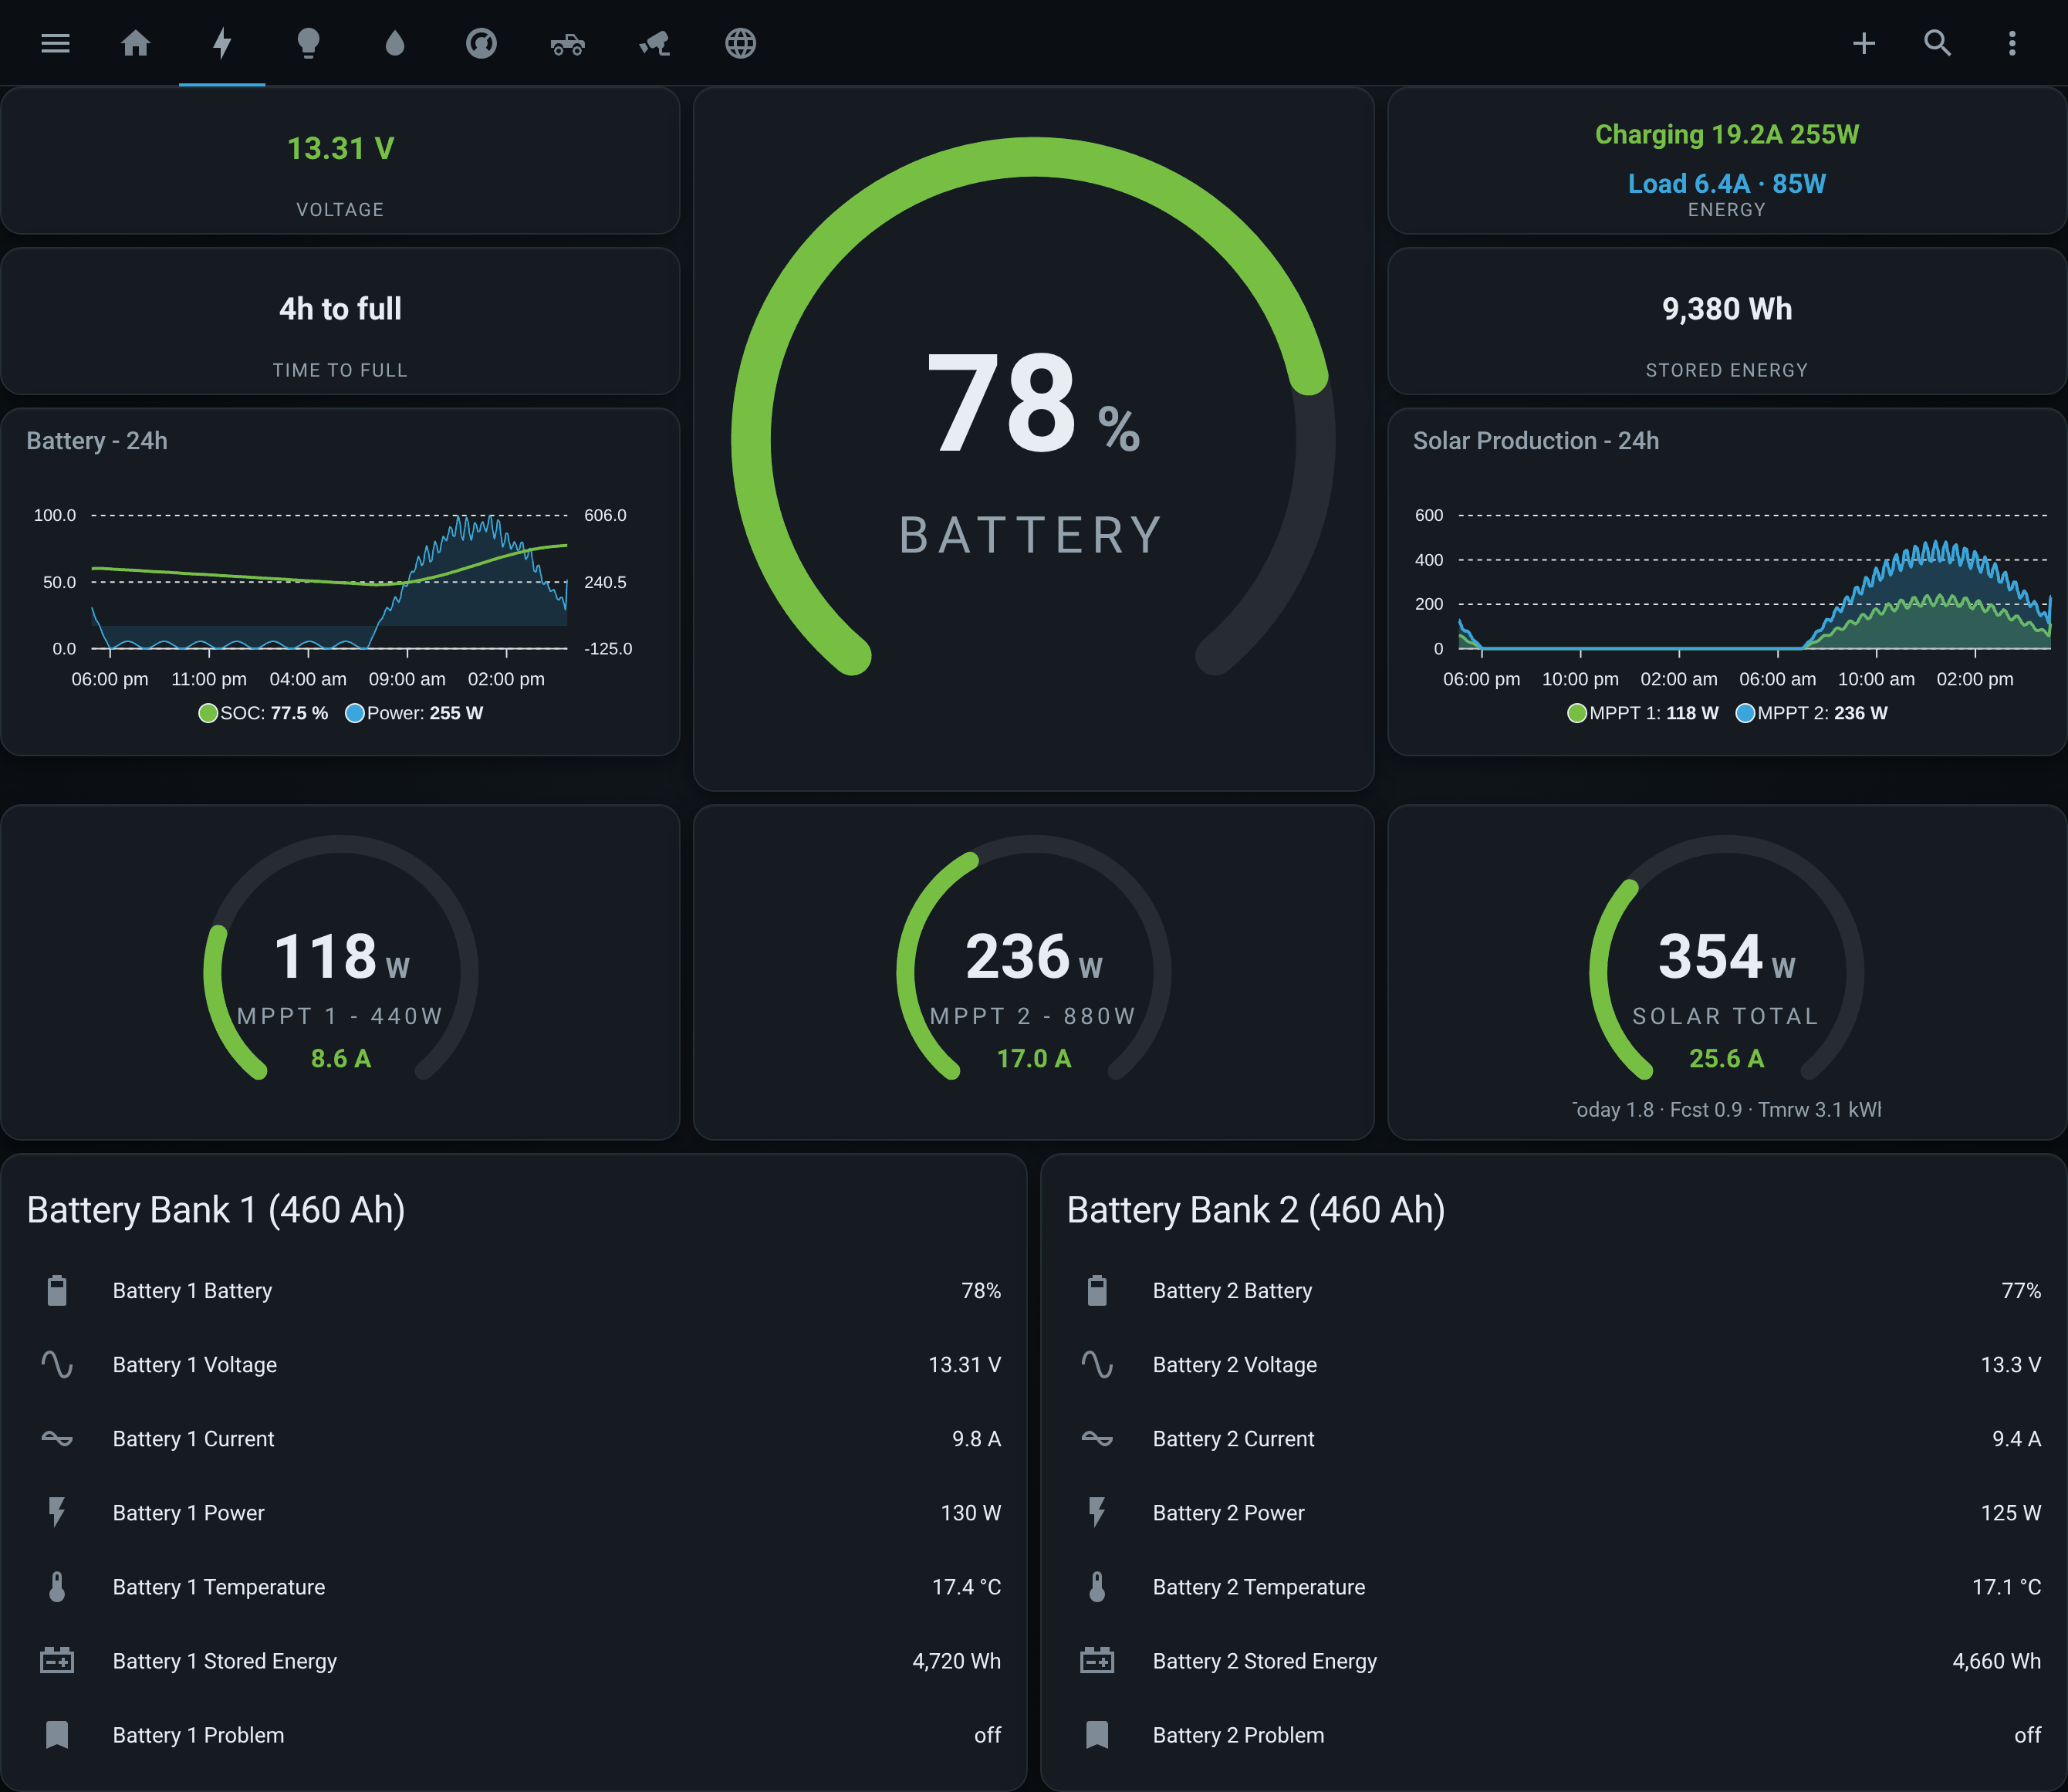 13.31 V
VOLTAGE
4h to full
TIME TO FULL
Battery - 24h
100.0
50.0
0.0
606.0
240.5
-125.0
06:00 pm 11:00 pm 04:00 am 09:00 am 02:00 pm
SOC: 77.5 % Power: 255 W
78 %
BATTERY
Charging 19.2A 255W
Load 6.4A · 85W
ENERGY
9,380 Wh
STORED ENERGY
Solar Production - 24h
600
400
200
0
06:00 pm 10:00 pm 02:00 am 06:00 am 10:00 am 02:00 pm
MPPT 1: 118 W MPPT 2: 236 W
118 W
MPPT 1 - 440W
8.6 A
236 W
MPPT 2 - 880W
17.0 A
354 W
SOLAR TOTAL
25.6 A
oday 1.8 · Fcst 0.9 · Tmrw 3.1 kW
Battery Bank 1 (460 Ah)
Battery 1 Battery 78%
Battery 1 Voltage 13.31 V
Battery 1 Current 9.8 A
Battery 1 Power 130 W
Battery 1 Temperature 17.4 °C
Battery 1 Stored Energy 4,720 Wh
Battery 1 Problem off
Battery Bank 2 (460 Ah)
Battery 2 Battery 77%
Battery 2 Voltage 13.3 V
Battery 2 Current 9.4 A
Battery 2 Power 125 W
Battery 2 Temperature 17.1 °C
Battery 2 Stored Energy 4,660 Wh
Battery 2 Problem off